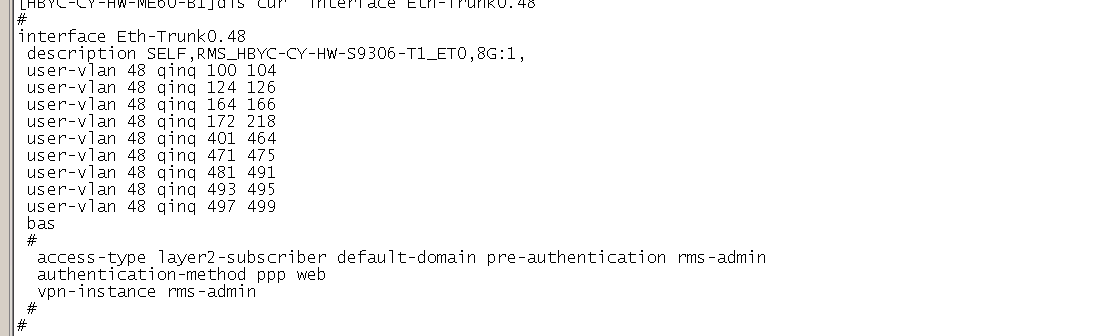 [HBYC-CY-HW-ME60-B1]dis cur interface Eth-Trunk0.48
#
interface Eth-Trunk0.48
description SELF,RMS_HBYC-CY-HW-S9306-T1_ET0,8G:1,
user-vlan 48 qinq 100 104
user-vlan 48 qinq 124 126
user-vlan 48 qinq 164 166
user-vlan 48 qinq 172 218
user-vlan 48 qinq 401 464
user-vlan 48 qinq 471 475
user-vlan 48 qinq 481 491
user-vlan 48 qinq 493 495
user-vlan 48 qinq 497 499
bas
#
access-type layer2-subscriber default-domain pre-authentication rms-admin
authentication-method ppp web
vpn-instance rms-admin
#
#